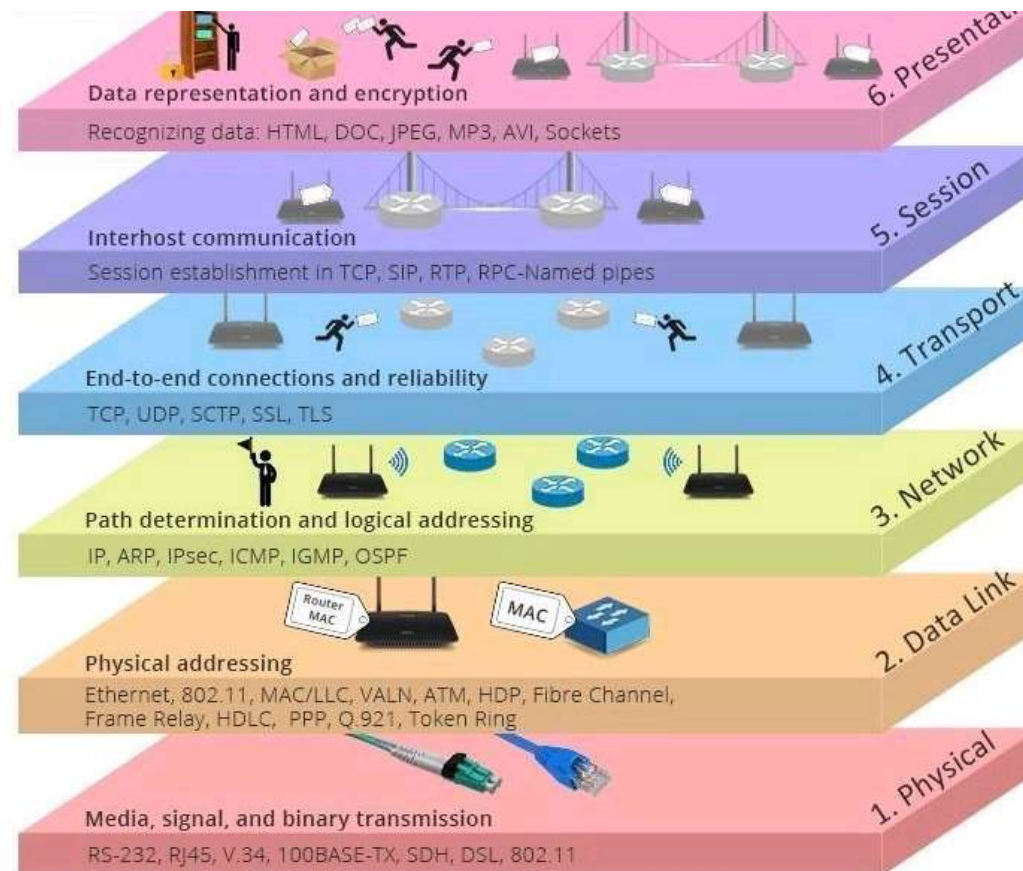 6. Presentati
Data representation and encryption
Recognizing data: HTML, DOC, JPEG, MP3, AVI, Sockets
5. Session
Interhost communication
Session establishment in TCP, SIP, RTP, RPC-Named pipes
4. Transport
End-to-end connections and reliability
TCP, UDP, SCTP, SSL, TLS
3. Network
Path determination and logical addressing
IP, ARP, IPsec, ICMP, IGMP, OSPF
2. Data Link
Router
MAC
MAC
Physical addressing
Ethernet, 802.11, MAC/LLC, VALN, ATM, HDP, Fibre Channel,
Frame Relay, HDLC, PPP, Q.921, Token Ring
1. Physical
Media, signal, and binary transmission
RS-232, RJ45, V.34, 100BASE-TX, SDH, DSL, 802.11